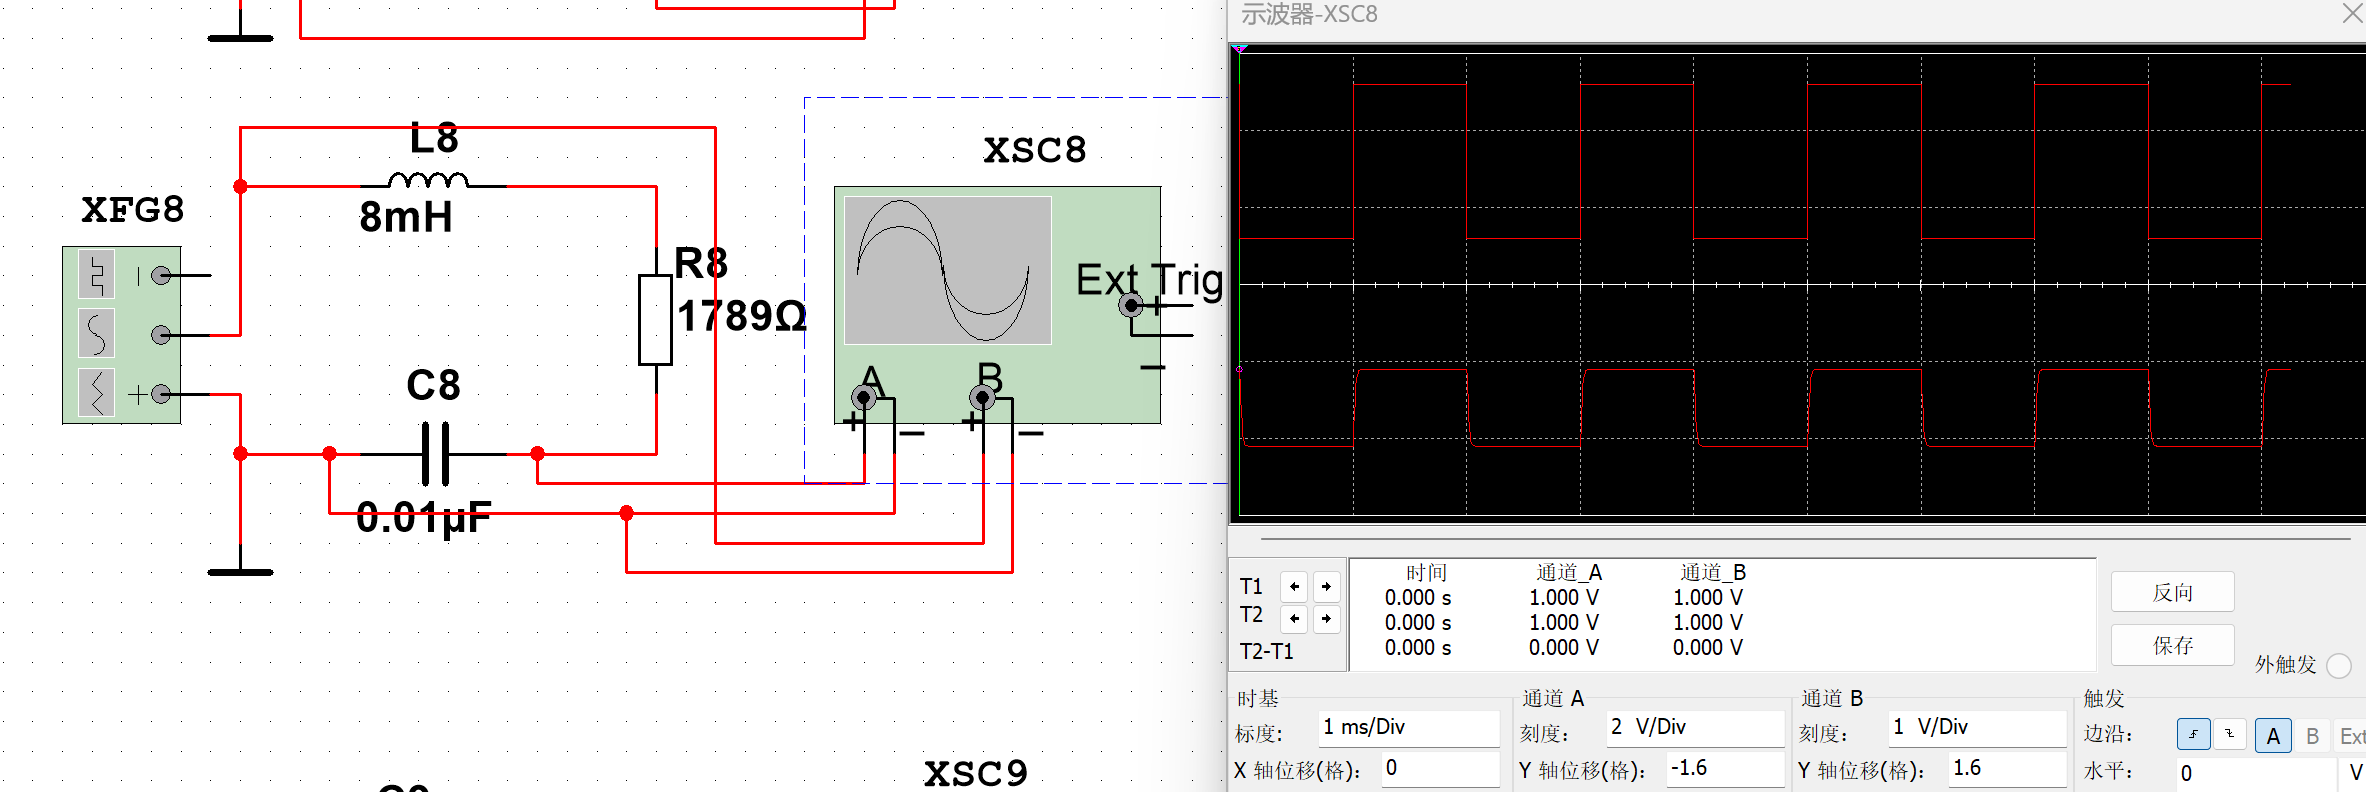 示波器-XSC8
L8
XSC8
XFG8
8mH
R8
Ext Trig
1789Ω
C8
A
B
0.01µF
T1
T2
T2-T1
时间 通道_A 通道_B
0.000 s 1.000 V 1.000 V
0.000 s 1.000 V 1.000 V
0.000 s 0.000 V 0.000 V
反向
保存
外触发
时基
标度: 1 ms/Div
X 轴位移(格): 0
通道 A
刻度: 2 V/Div
Y 轴位移(格): -1.6
通道 B
刻度: 1 V/Div
Y 轴位移(格): 1.6
触发
边沿: A B Ext
水平: 0 V
XSC9